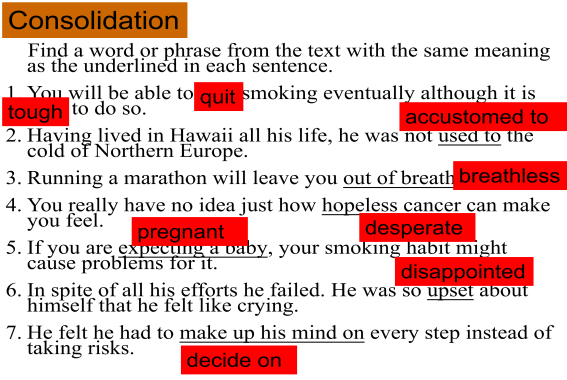 Consolidation
Find a word or phrase from the text with the same meaning
as the underlined in each sentence.
1. You will be able to quit smoking eventually although it is
tough to do so.
accustomed to
2. Having lived in Hawaii all his life, he was not used to the
cold of Northern Europe.
3. Running a marathon will leave you out of breath breathless
4. You really have no idea just how hopeless cancer can make
you feel.
pregnant desperate
5. If you are expecting a baby, your smoking habit might
cause problems for it.
disappointed
6. In spite of all his efforts he failed. He was so upset about
himself that he felt like crying.
7. He felt he had to make up his mind on every step instead of
taking risks.
decide on